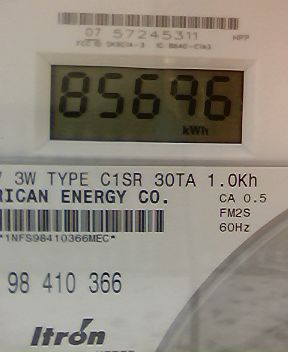 07 57245311 HPP
85696
kWh
3W TYPE C1SR 30TA 1.0Kh
RICAN ENERGY CO. CA 0.5
FM2S
60Hz
*1NFS98410366MEC*
98 410 366
Itron